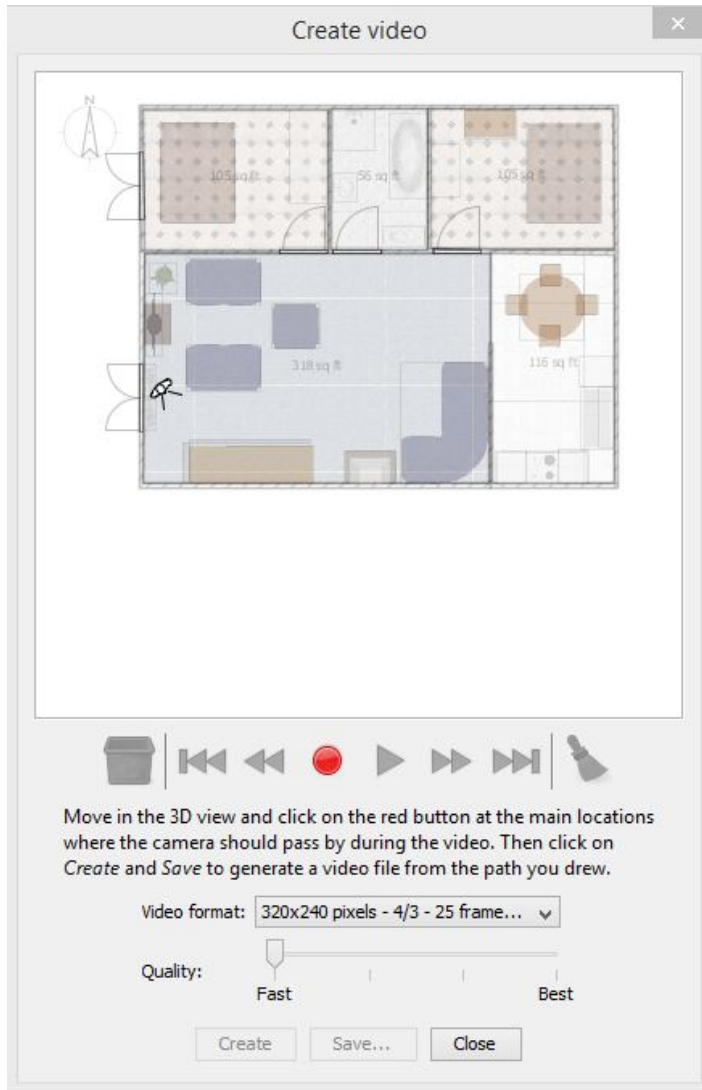 Create video
N
105 sq ft
56 sq ft
105 sq ft
318 sq ft
116 sq ft
Move in the 3D view and click on the red button at the main locations
where the camera should pass by during the video. Then click on
Create and Save to generate a video file from the path you drew.
Video format: 320x240 pixels - 4/3 - 25 frame...
Quality:
Fast Best
Create Save... Close